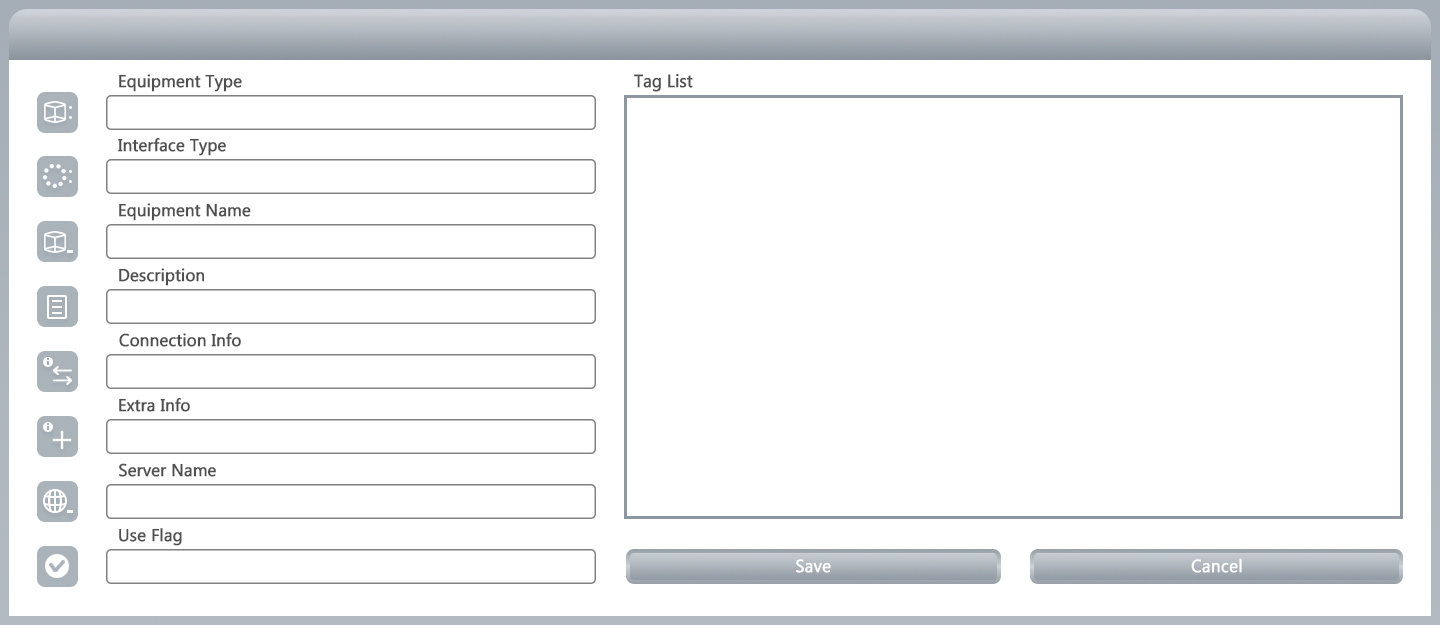 Equipment Type
Interface Type
Equipment Name
Description
Connection Info
Extra Info
Server Name
Use Flag
Tag List
Save
Cancel